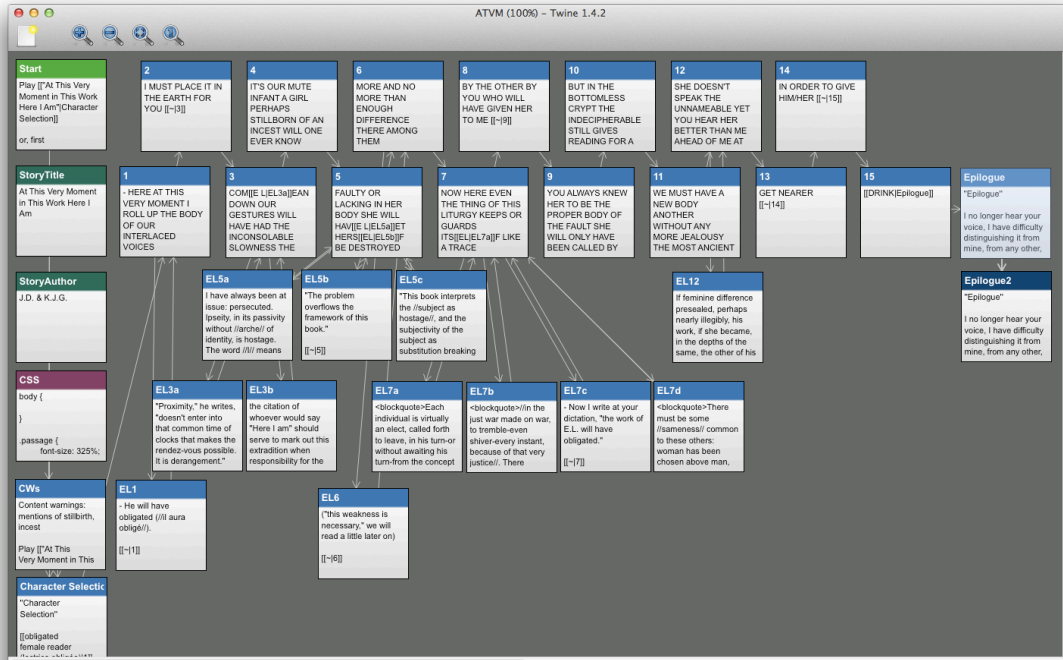 ATVM (100%) - Twine 1.4.2
Start
Play [["At This Very
Moment in This Work
Here I Am"|Character
Selection]]
or, first
2
I MUST PLACE IT IN
THE EARTH FOR
YOU [[~|3]]
4
IT'S OUR MUTE
INFANT A GIRL
PERHAPS
STILLBORN OF AN
INCEST WILL ONE
EVER KNOW
6
MORE AND NO
MORE THAN
ENOUGH
DIFFERENCE
THERE AMONG
THEM
8
BY THE OTHER BY
YOU WHO WILL
HAVE GIVEN HER
TO ME [[~|9]]
10
BUT IN THE
BOTTOMLESS
CRYPT THE
INDECIPHERABLE
STILL GIVES
READING FOR A
12
SHE DOESN'T
SPEAK THE
UNNAMEABLE YET
YOU HEAR HER
BETTER THAN ME
AHEAD OF ME AT
14
IN ORDER TO GIVE
HIM/HER [[~|15]]
StoryTitle
At This Very Moment
in This Work Here I
Am
1
- HERE AT THIS
VERY MOMENT I
ROLL UP THE BODY
OF OUR
INTERLACED
VOICES
3
COM[[E L|EL3a]]EAN
DOWN OUR
GESTURES WILL
HAVE HAD THE
INCONSOLABLE
SLOWNESS THE
5
FAULTY OR
LACKING IN HER
BODY SHE WILL
HAV[[E L|EL5a]]ET
HERS[[EL|EL5b]]F
BE DESTROYED
7
NOW HERE EVEN
THE THING OF THIS
LITURGY KEEPS OR
GUARDS
ITS[[EL|EL7a]]F LIKE
A TRACE
9
YOU ALWAYS KNEW
HER TO BE THE
PROPER BODY OF
THE FAULT SHE
WILL ONLY HAVE
BEEN CALLED BY
11
WE MUST HAVE A
NEW BODY
ANOTHER
WITHOUT ANY
MORE JEALOUSY
THE MOST ANCIENT
13
GET NEARER
[[~|14]]
15
[[DRINK|Epilogue]]
Epilogue
"Epilogue"
I no longer hear your
voice, I have difficulty
distinguishing it from
mine, from any other,
StoryAuthor
J.D. & K.J.G.
EL5a
I have always been at
issue: persecuted.
Ipseity, in its passivity
without //arche// of
identity, is hostage.
The word //I// means
EL5b
"The problem
overflows the
framework of this
book."
[[~|5]]
EL5c
"This book interprets
the //subject as
hostage//, and the
subjectivity of the
subject as
substitution breaking
EL12
If feminine difference
presealed, perhaps
nearly illegibly, his
work, if she became,
in the depths of the
same, the other of his
Epilogue2
"Epilogue"
I no longer hear your
voice, I have difficulty
distinguishing it from
mine, from any other,
CSS
body {
}
.passage {
font-size: 325%;
EL3a
"Proximity," he writes,
"doesn't enter into
that common time of
clocks that makes the
rendez-vous possible.
It is derangement."
EL3b
the citation of
whoever would say
"Here I am" should
serve to mark out this
extradition when
responsibility for the
EL7a
<blockquote>Each
individual is virtually
an elect, called forth
to leave, in his turn-or
without awaiting his
turn-from the concept
EL7b
<blockquote>//in the
just war made on war,
to tremble-even
shiver-every instant,
because of that very
justice//. There
EL7c
- Now I write at your
dictation, "the work of
E.L. will have
obligated."
[[~|7]]
EL7d
<blockquote>There
must be some
//sameness// common
to these others:
woman has been
chosen above man,
CWs
Content warnings:
mentions of stillbirth,
incest
Play [["At This
Very Moment in This
EL1
- He will have
obligated (//il aura
obligé//).
[[~|1]]
EL6
("this weakness is
necessary," we will
read a little later on)
[[~|6]]
Character Selectic
"Character
Selection"
[[obligated
female reader